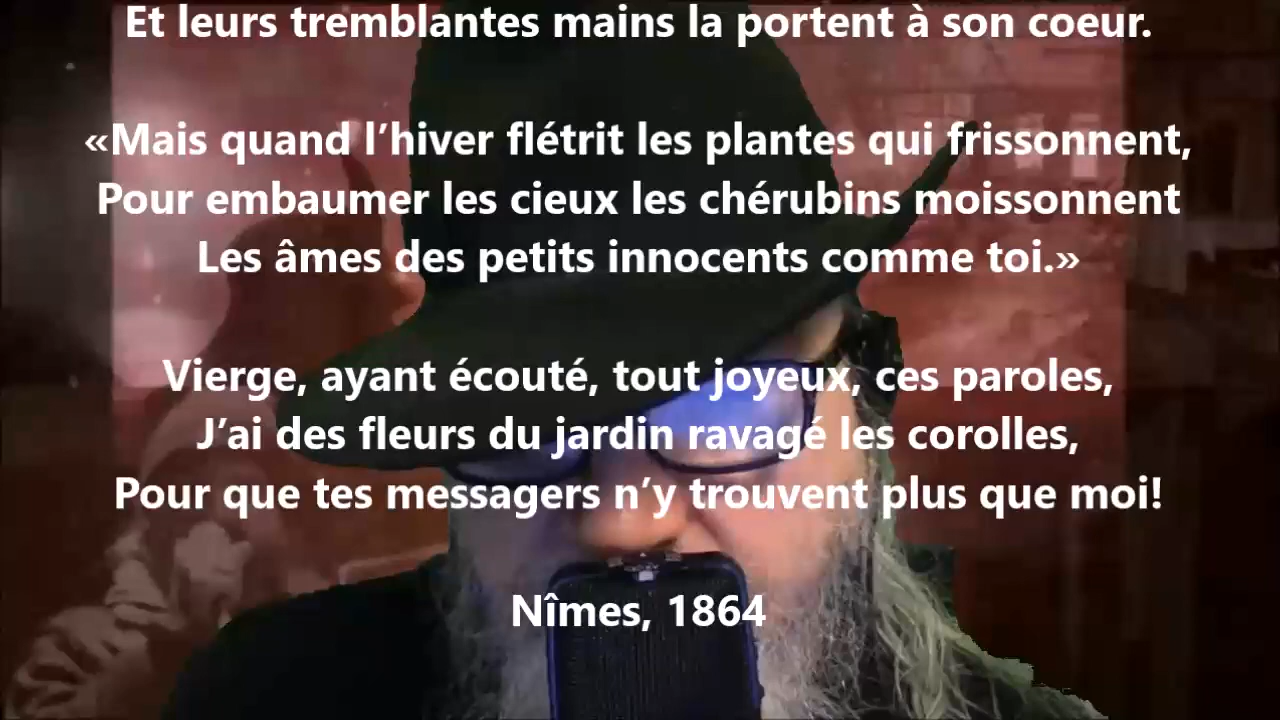 Et leurs tremblantes mains la portent à son coeur.
«Mais quand l’hiver flétrit les plantes qui frissonnent,
Pour embaumer les cieux les chérubins moissonnent
Les âmes des petits innocents comme toi.»
Vierge, ayant écouté, tout joyeux, ces paroles,
J’ai des fleurs du jardin ravagé les corolles,
Pour que tes messagers n’y trouvent plus que moi!
Nîmes, 1864